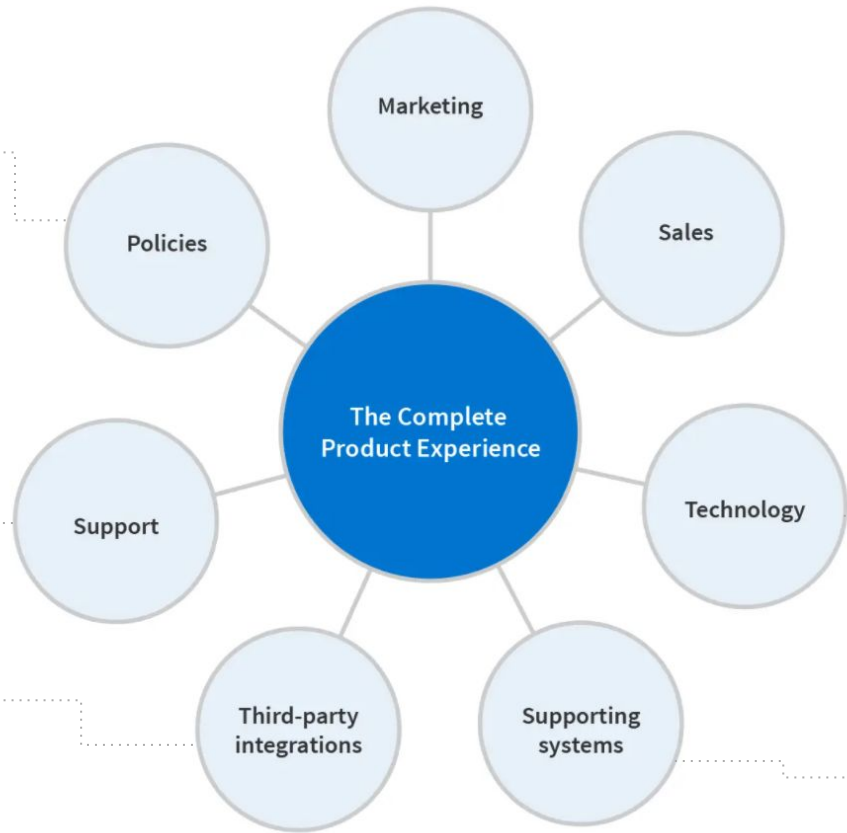 Marketing
Sales
Policies
The Complete
Product Experience
Technology
Support
Third-party
integrations
Supporting
systems